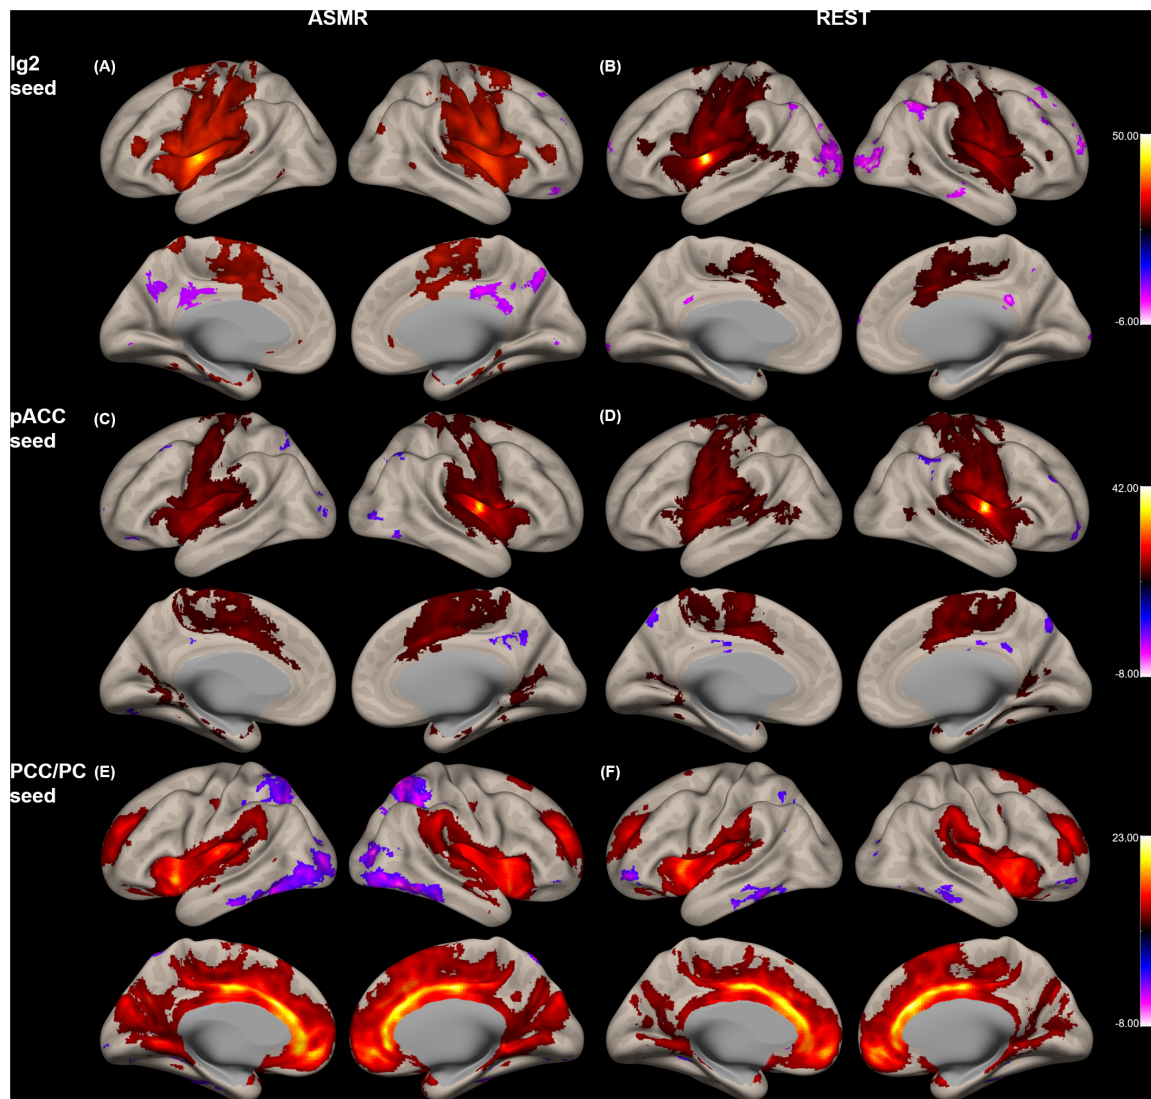 ASMR REST
Ig2
seed
(A) (B)
50.00
-6.00
pACC
seed
(C) (D)
42.00
-8.00
PCC/PC
seed
(E) (F)
23.00
-8.00